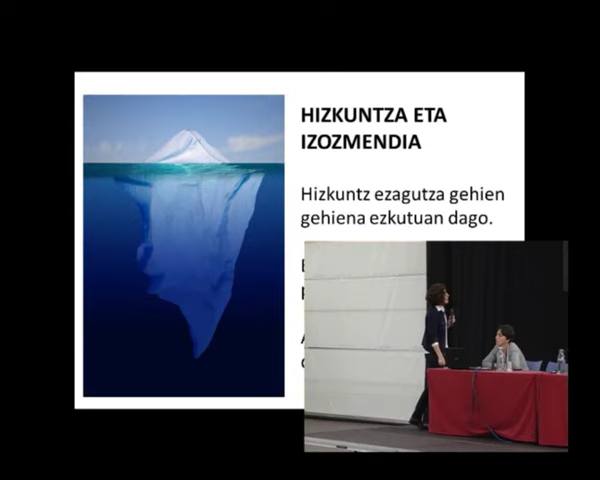 HIZKUNTZA ETA
IZOZMENDIA
Hizkuntz ezagutza gehien
gehiena ezkutuan dago.